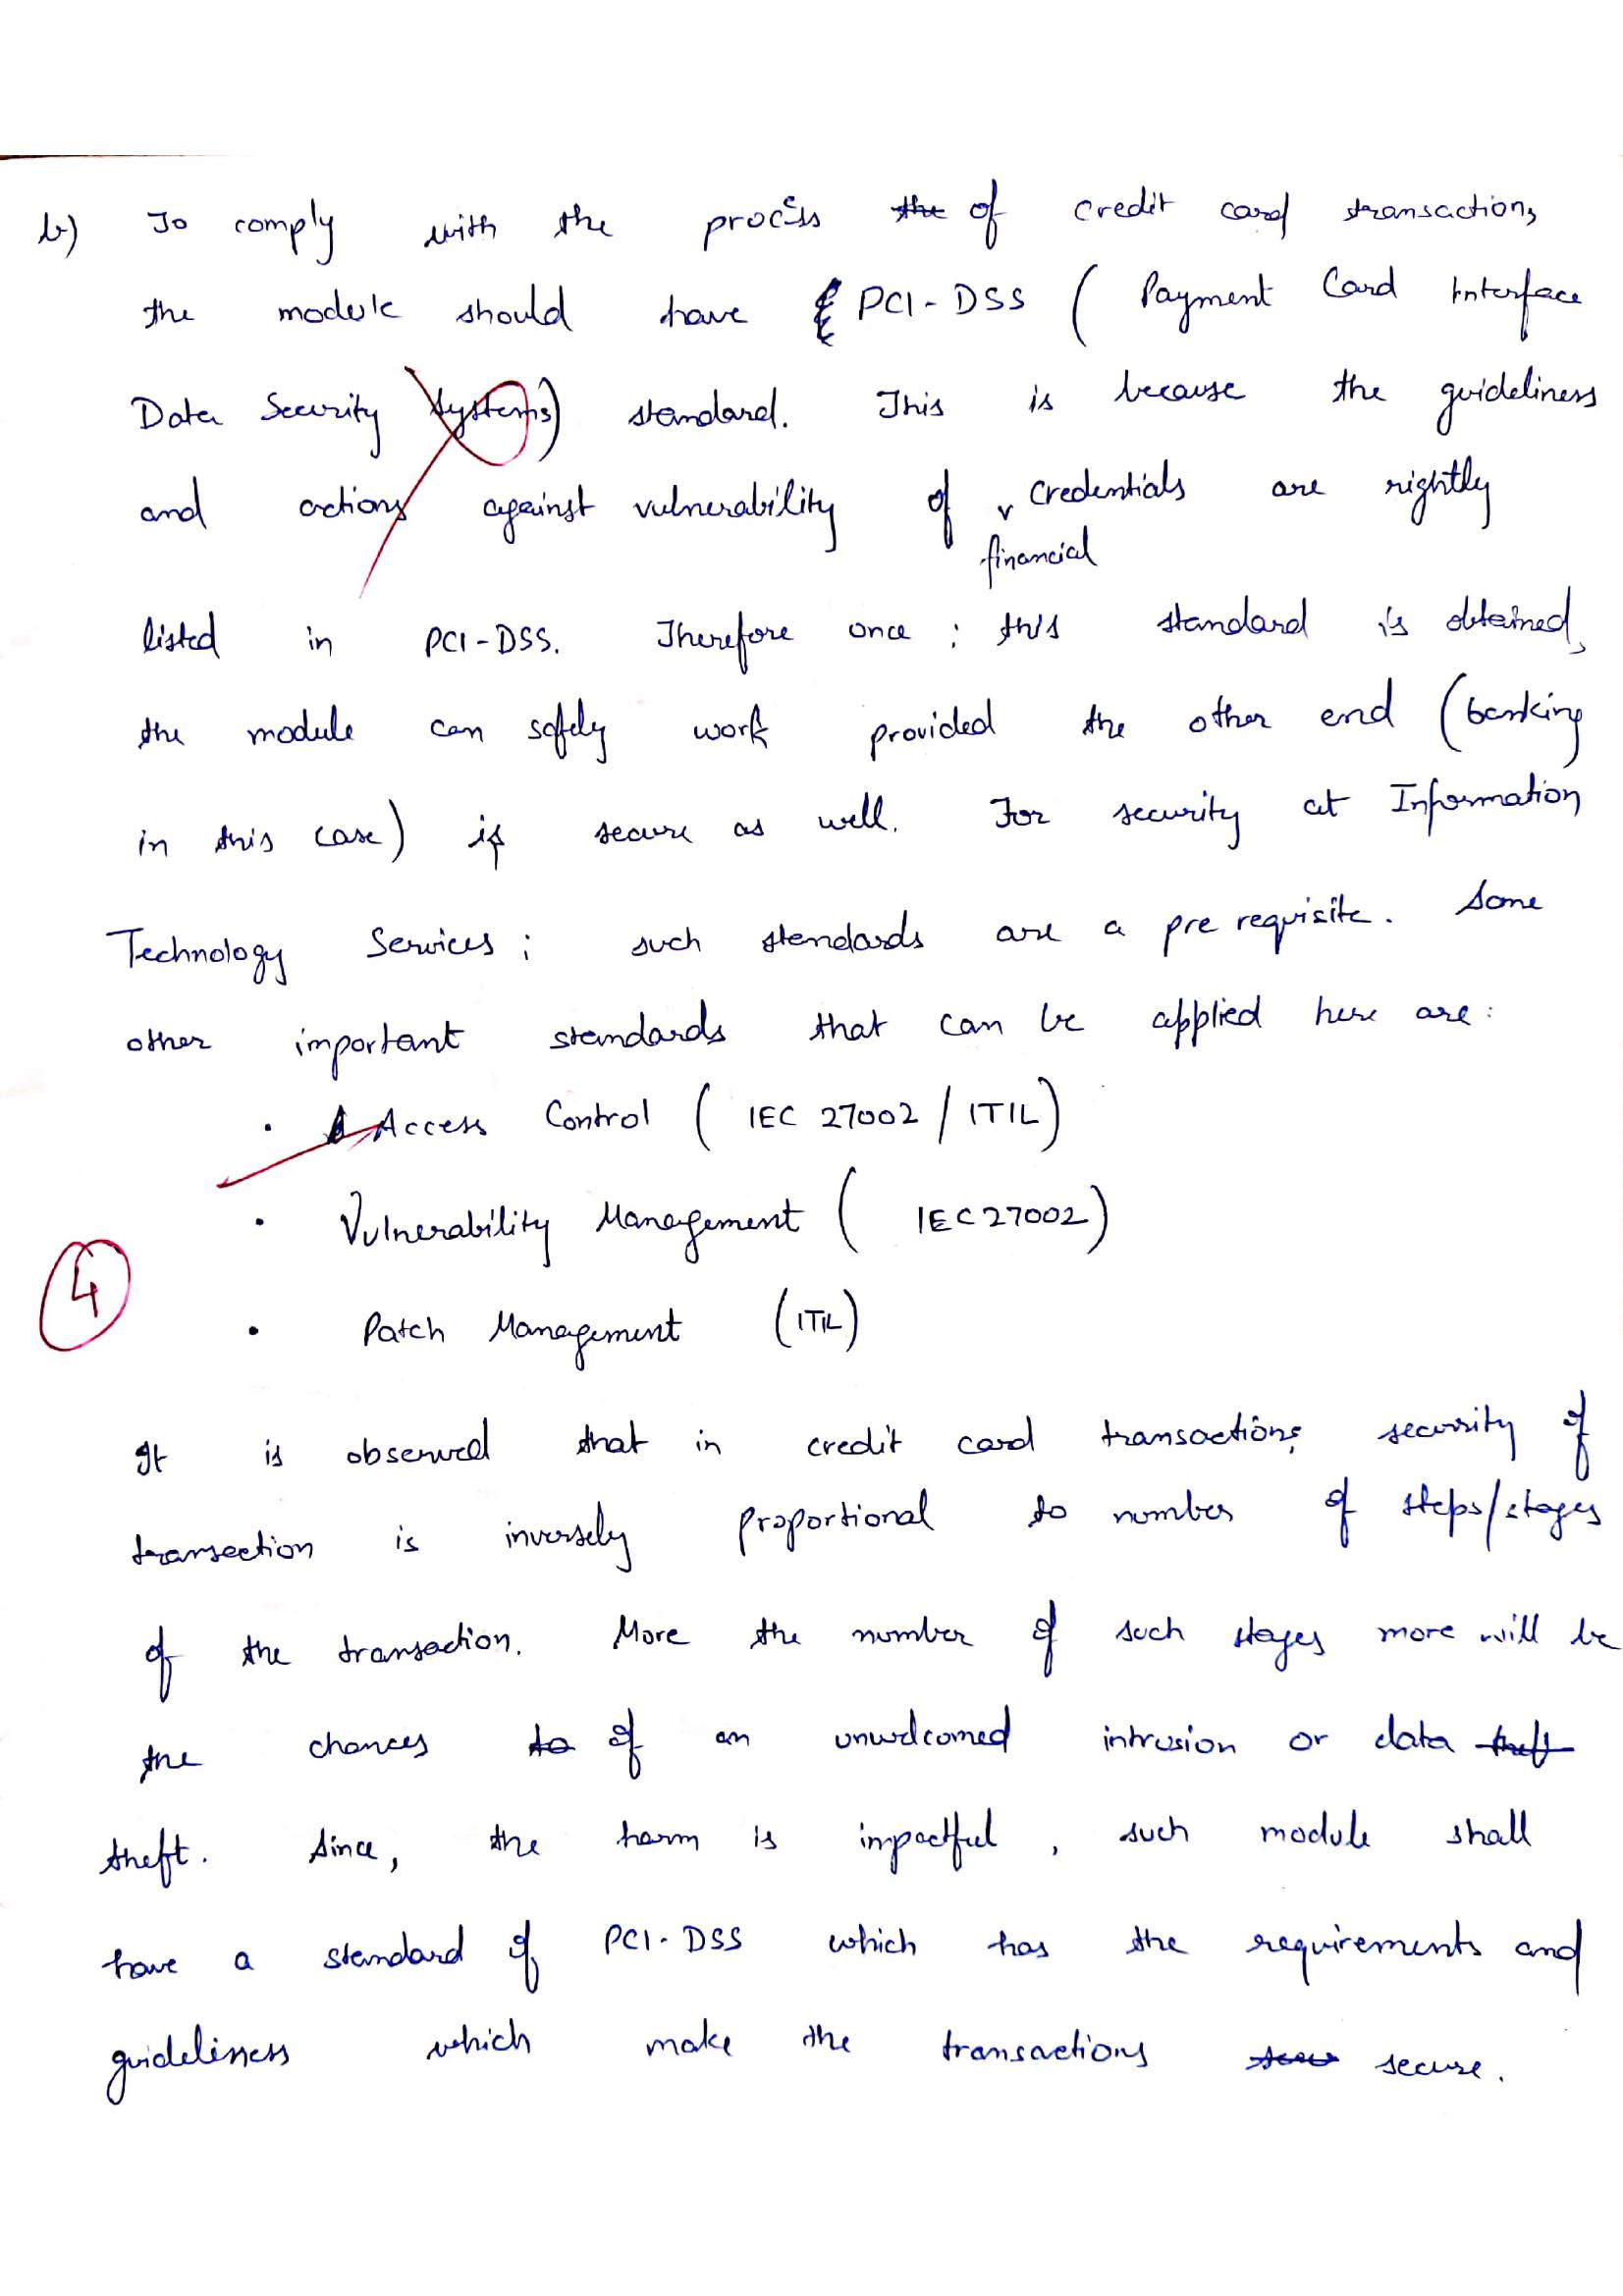 b) To comply with the process the of credit card transactions
the module should have PCI-DSS ( Payment Card Interface
Data Security Systems) standard. This is because the guideliness
and actions against vulnerability of credentials are rightly
financial
listed in PCI-DSS. Therefore once ; this standard is obtained,
the module can safely work provided the other end (banking
in this case) is secure as well. For security at Information
Technology Services ; such standards are a pre requisite. Some
other important standards that can be applied here are :
• Access Control ( IEC 27002 / ITIL)
• Vulnerability Management ( IEC27002)
4
• Patch Management (ITIL)
It is observed that in credit card transactions security of
transaction is inversely proportional to number of steps/stages
of the transaction. More the number of such stages more will be
the chances to of an unwelcomed intrusion or data theft
theft. Since, the harm is impactful , such module shall
have a standard of PCI-DSS which has the requirements and
guideliness which make the transactions secure.